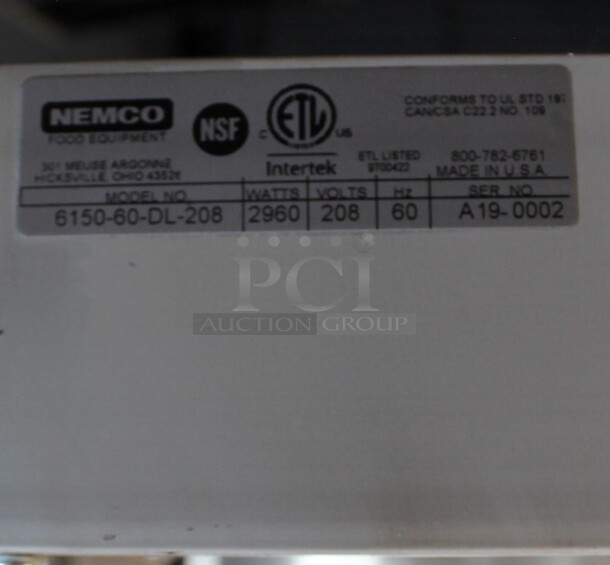 NEMCO
FOOD EQUIPMENT
301 MEUSE ARGONNE
HICKSVILLE, OHIO 43526
NSF
C ETL US
Intertek
ETL LISTED
9700422
CONFORMS TO UL STD 197
CAN/CSA C22.2 NO. 109
800-782-6761
MADE IN U.S.A.
MODEL NO. WATTS VOLTS Hz SER. NO.
6150-60-DL-208 2960 208 60 A19-0002
PCI
AUCTION GROUP